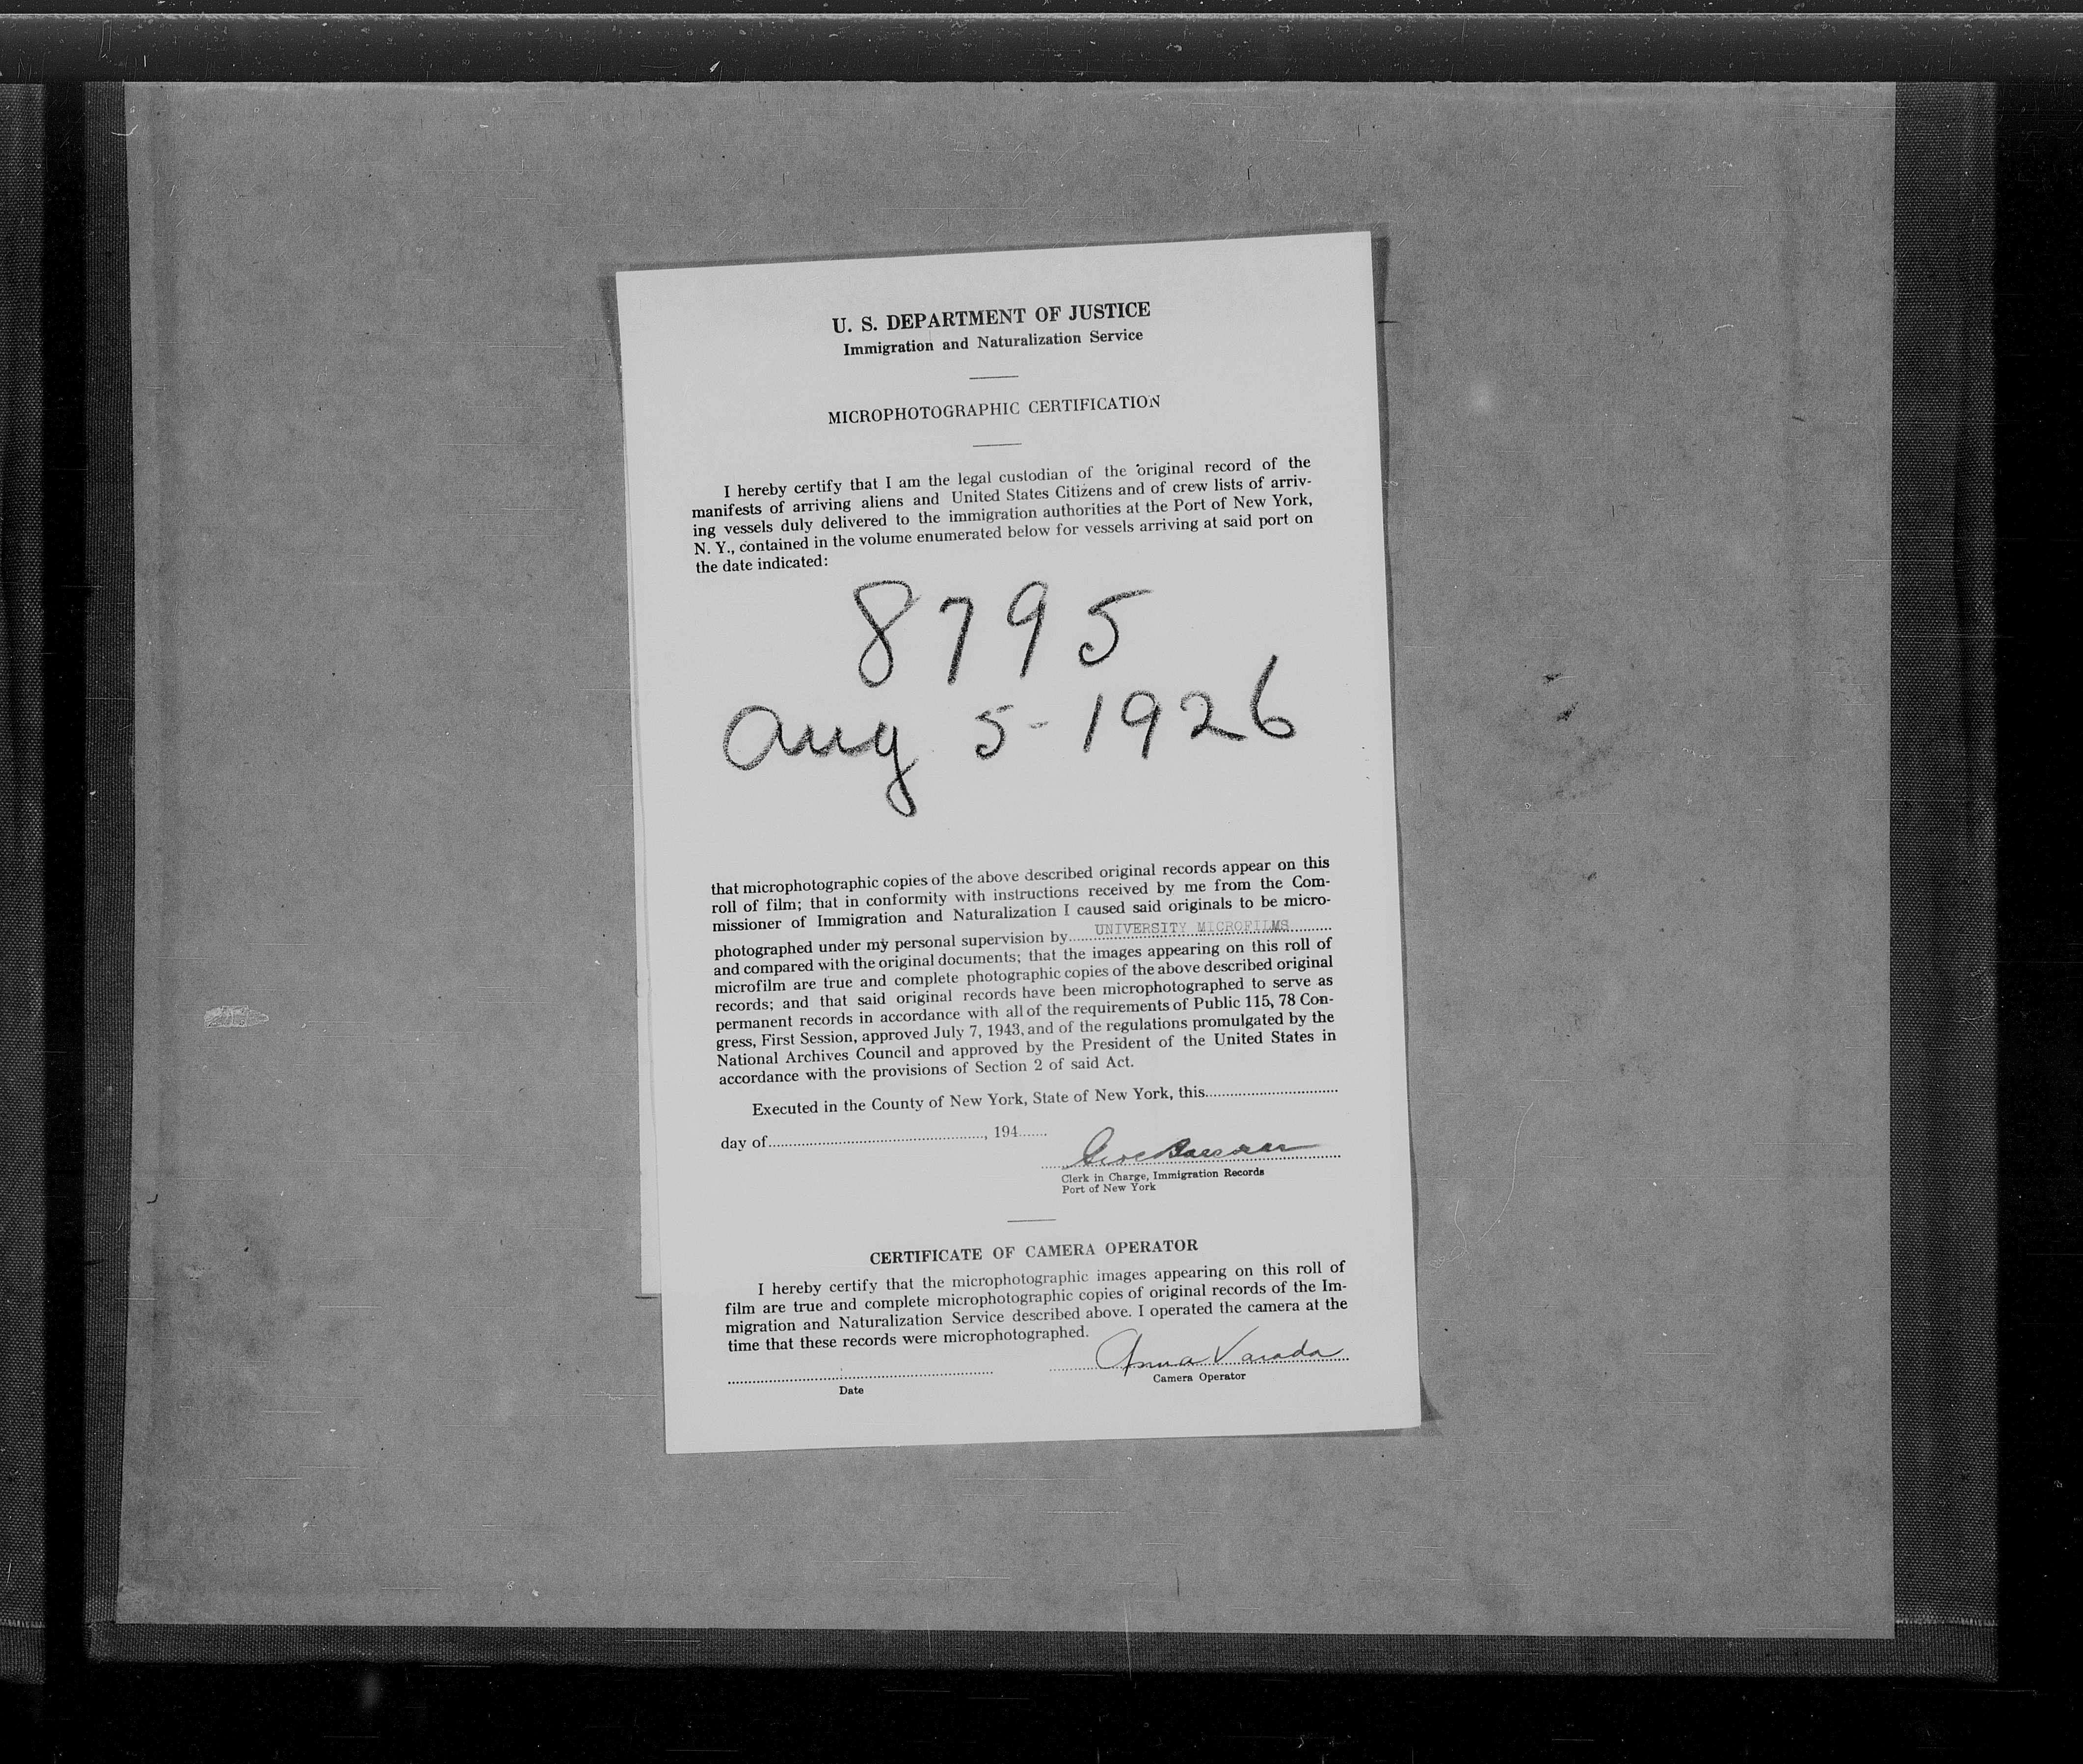 U. S. DEPARTMENT OF JUSTICE
Immigration and Naturalization Service
MICROPHOTOGRAPHIC CERTIFICATION
I hereby certify that I am the legal custodian of the original record of the
manifests of arriving aliens and United States Citizens and of crew lists of arriv-
ing vessels duly delivered to the immigration authorities at the Port of New York,
N. Y., contained in the volume enumerated below for vessels arriving at said port on
the date indicated:
8795
Aug 5-1926
that microphotographic copies of the above described original records appear on this
roll of film; that in conformity with instructions received by me from the Com-
missioner of Immigration and Naturalization I caused said originals to be micro-
photographed under my personal supervision by UNIVERSITY MICROFILMS
and compared with the original documents; that the images appearing on this roll of
microfilm are true and complete photographic copies of the above described original
records; and that said original records have been microphotographed to serve as
permanent records in accordance with all of the requirements of Public 115, 78 Con-
gress, First Session, approved July 7, 1943, and of the regulations promulgated by the
National Archives Council and approved by the President of the United States in
accordance with the provisions of Section 2 of said Act.
Executed in the County of New York, State of New York, this
day of , 194
Clerk in Charge, Immigration Records
Port of New York
CERTIFICATE OF CAMERA OPERATOR
I hereby certify that the microphotographic images appearing on this roll of
film are true and complete microphotographic copies of original records of the Im-
migration and Naturalization Service described above. I operated the camera at the
time that these records were microphotographed.
Anna Varada
Date
Camera Operator